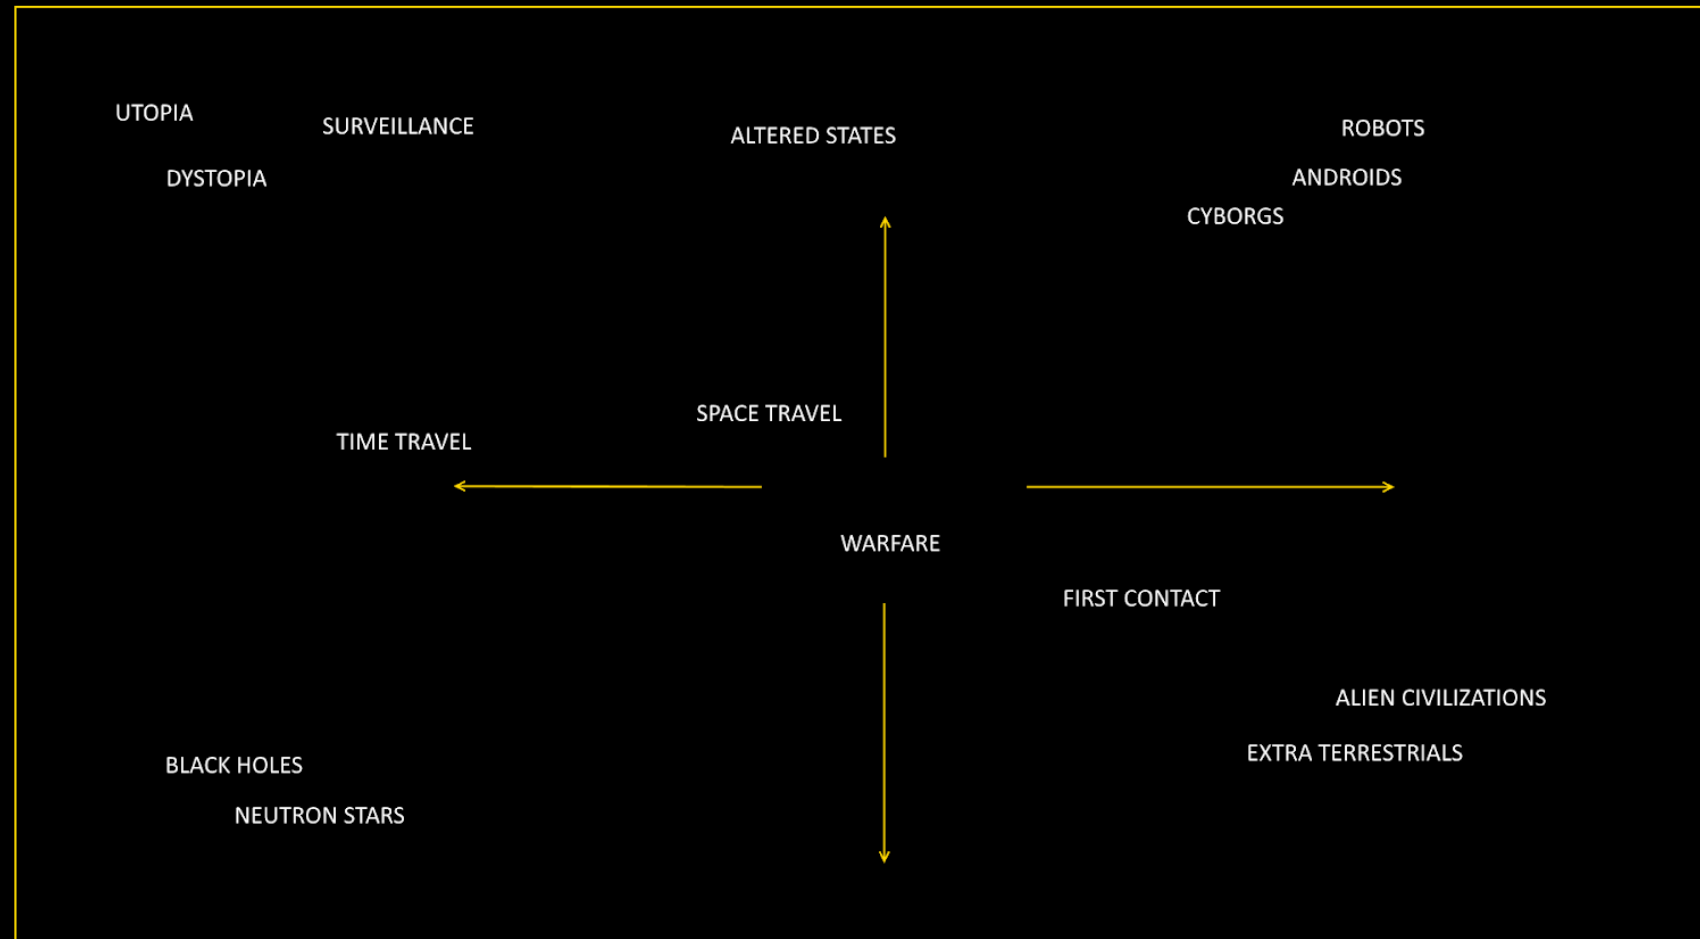 UTOPIA
SURVEILLANCE
ALTERED STATES
ROBOTS
DYSTOPIA
ANDROIDS
CYBORGS
SPACE TRAVEL
TIME TRAVEL
WARFARE
FIRST CONTACT
ALIEN CIVILIZATIONS
EXTRA TERRESTRIALS
BLACK HOLES
NEUTRON STARS